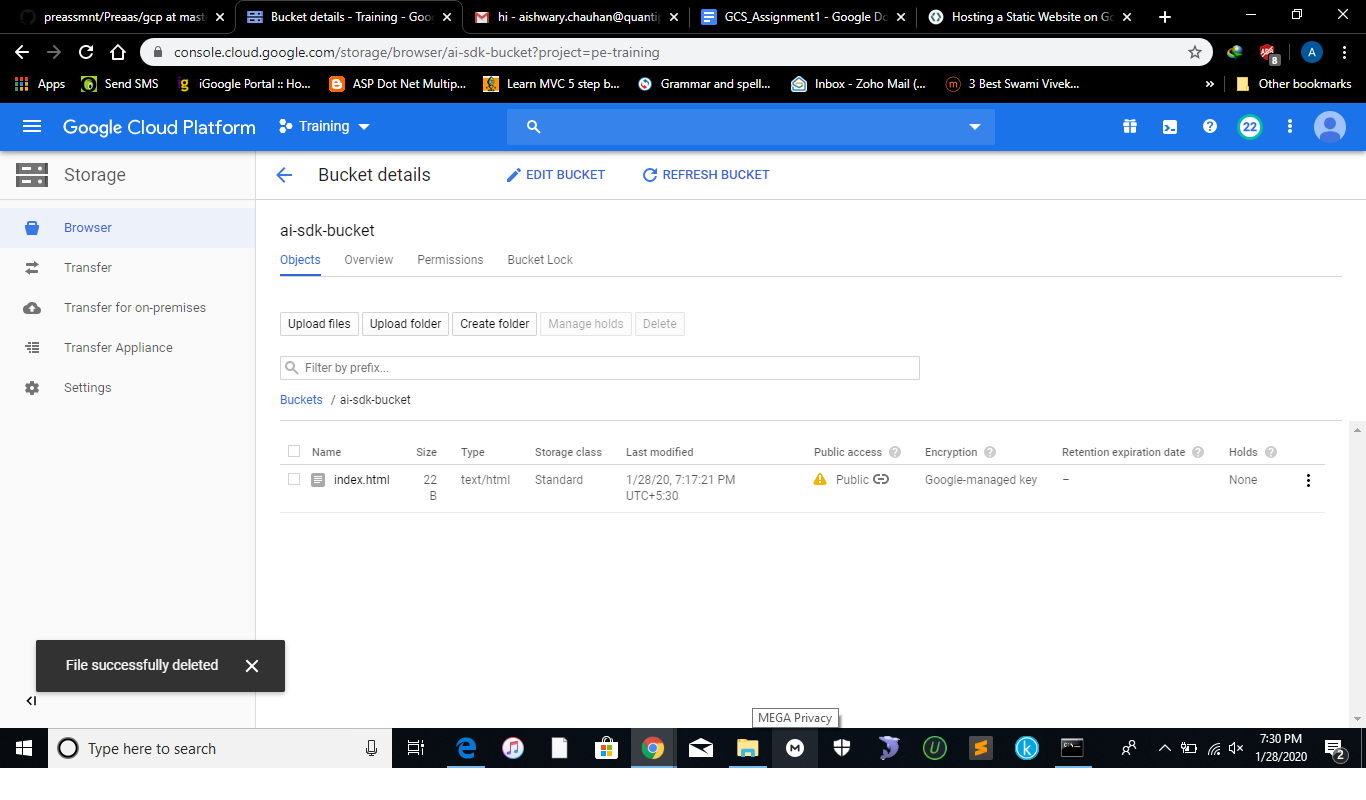 preassmnt/Preaas/gcp at mast
Bucket details - Training - Goo
hi - aishwary.chauhan@quanti
GCS_Assignment1 - Google Do
Hosting a Static Website on Go
console.cloud.google.com/storage/browser/ai-sdk-bucket?project=pe-training
8
A
Apps
Send SMS
iGoogle Portal :: Ho...
ASP Dot Net Multip...
Learn MVC 5 step b...
Grammar and spell...
Inbox - Zoho Mail (...
3 Best Swami Vivek...
»
Other bookmarks
Google Cloud Platform
Training
22
Storage
Bucket details
EDIT BUCKET
REFRESH BUCKET
Browser
Transfer
Transfer for on-premises
Transfer Appliance
Settings
ai-sdk-bucket
Objects
Overview
Permissions
Bucket Lock
Upload files
Upload folder
Create folder
Manage holds
Delete
Filter by prefix...
Buckets / ai-sdk-bucket
Name
Size
Type
Storage class
Last modified
Public access
Encryption
Retention expiration date
Holds
index.html
22
B
text/html
Standard
1/28/20, 7:17:21 PM
UTC+5:30
Public
Google-managed key
–
None
File successfully deleted
MEGA Privacy
Type here to search
7:30 PM
1/28/2020
2